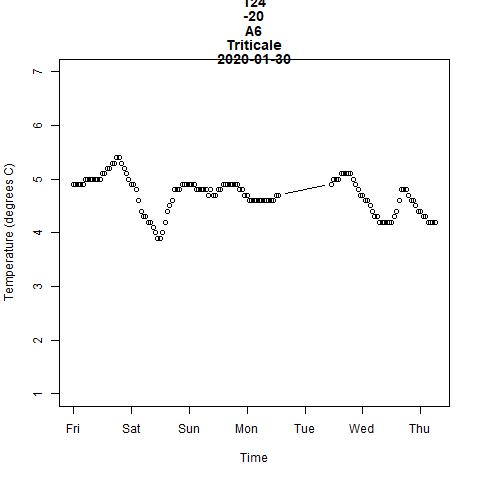 T24
-20
A6
Triticale
2020-01-30
Temperature (degrees C)
7
6
5
4
3
2
1
Fri
Sat
Sun
Mon
Tue
Wed
Thu
Time